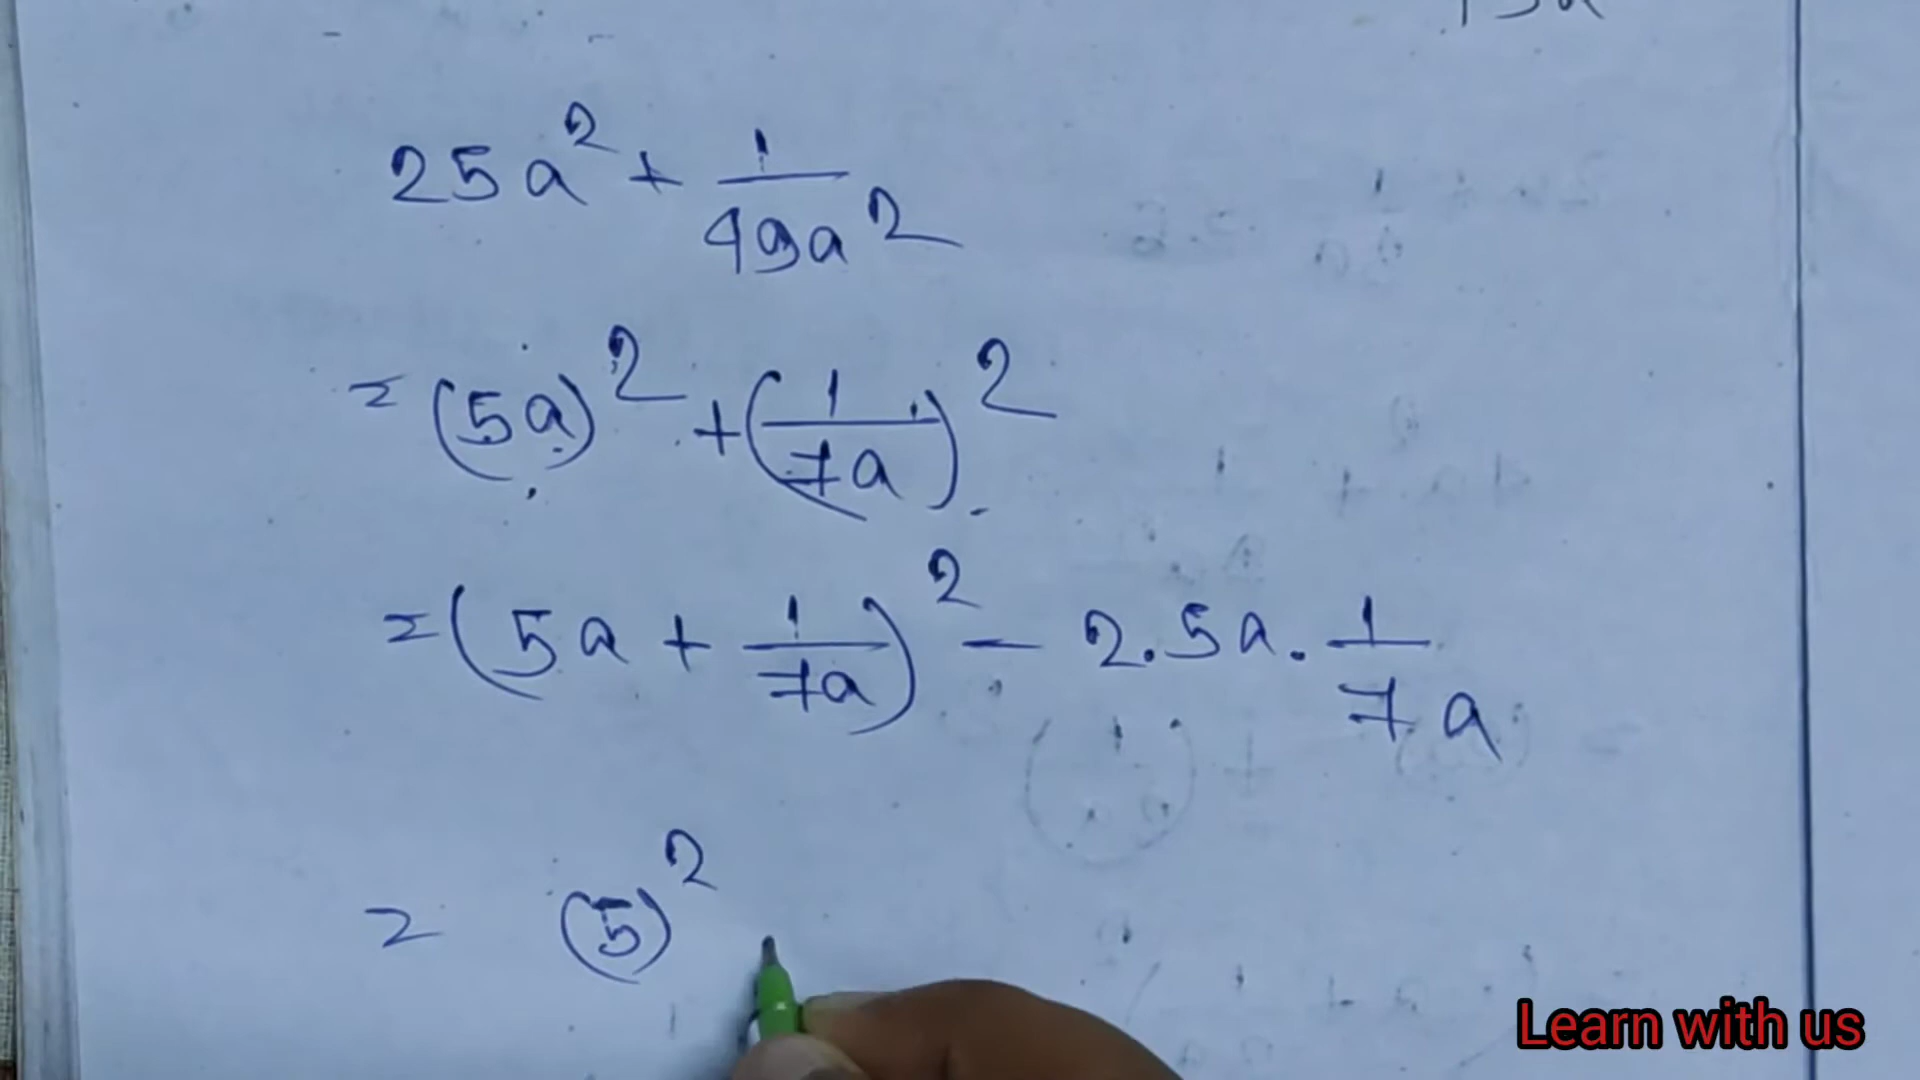 25a² + 1/49a²
= (5a)² + (1/7a)²
= (5a + 1/7a)² - 2.5a. 1/7a
= (5)²
Learn with us